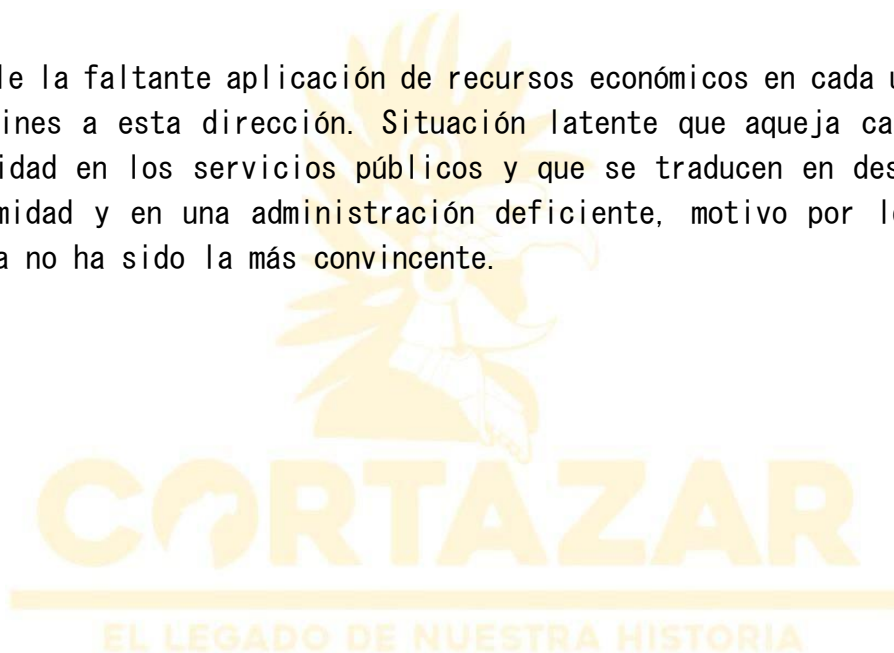 le la faltante aplicación de recursos económicos en cada u
ines a esta dirección. Situación latente que aqueja ca
idad en los servicios públicos y que se traducen en des
midad y en una administración deficiente, motivo por l
a no ha sido la más convincente.
CORTAZAR
EL LEGADO DE NUESTRA HISTORIA